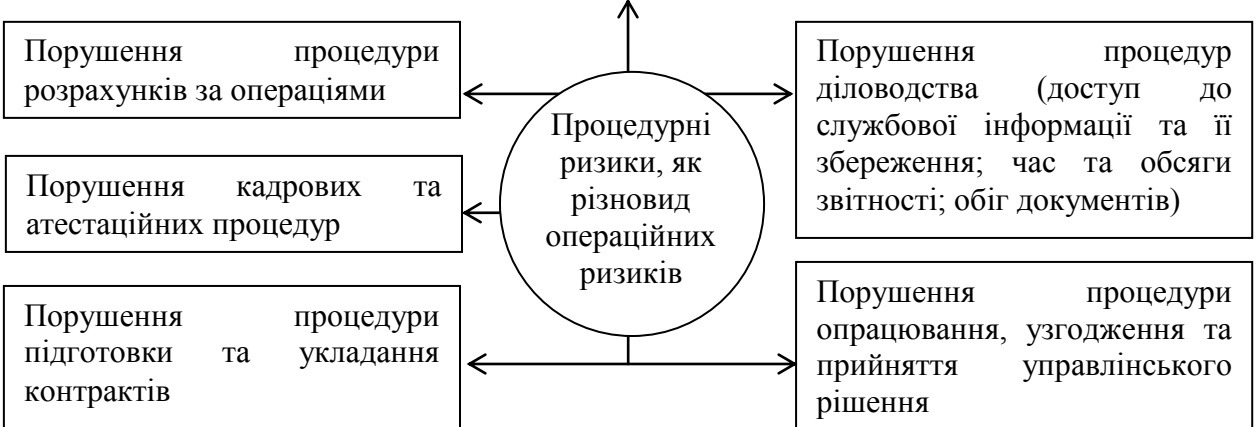 Порушення процедури
розрахунків за операціями
Порушення кадрових та
атестаційних процедур
Порушення процедури
підготовки та укладання
контрактів
Процедурні
ризики, як
різновид
операційних
ризиків
Порушення процедур
діловодства (доступ до
службової інформації та її
збереження; час та обсяги
звітності; обіг документів)
Порушення процедури
опрацювання, узгодження та
прийняття управлінського
рішення